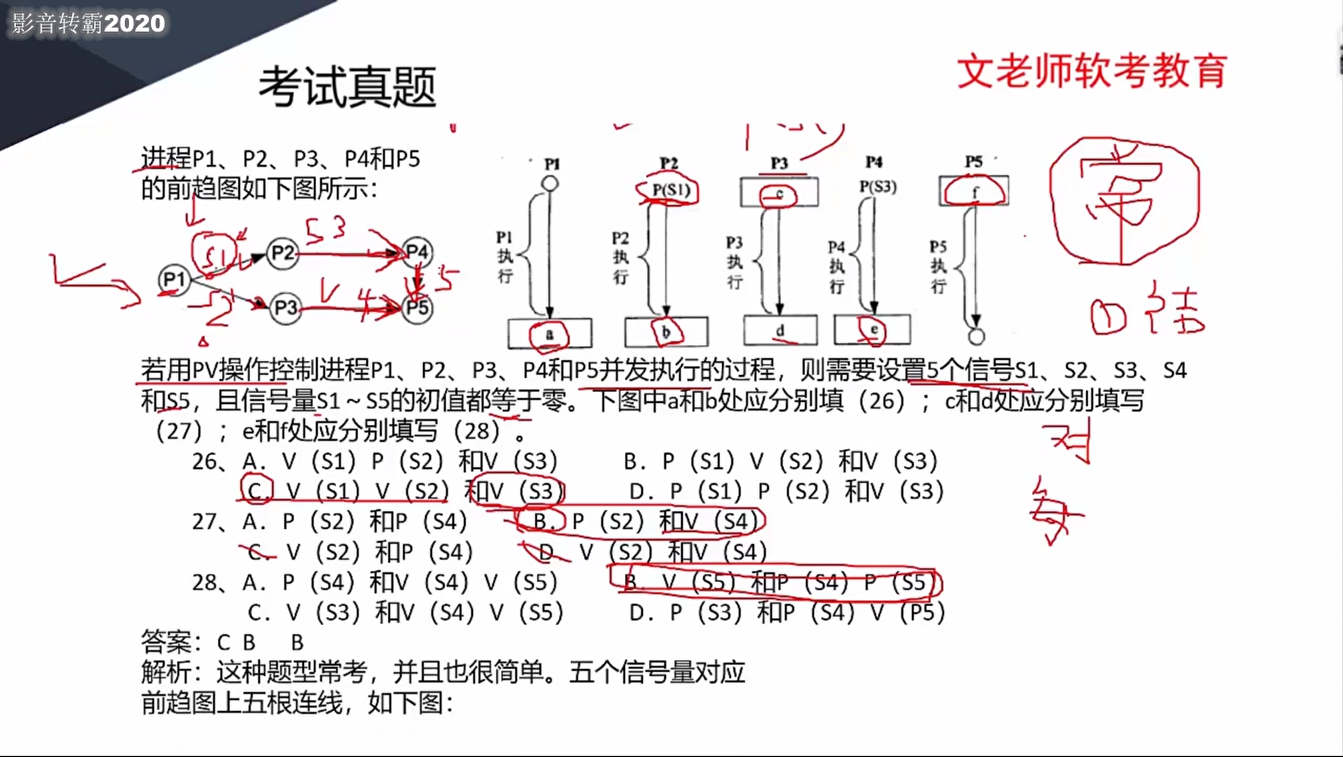 影音转霸2020
考试真题
文老师软考教育
进程P1、P2、P3、P4和P5
的前趋图如下图所示：
P1 P2 P3 P4 P5
P(S1) c P(S3) f
S1 S3
P1 P2 P4
S2 4 5
P3 P5
P1执行 P2执行 P3执行 P4执行 P5执行
a b d e
若用PV操作控制进程P1、P2、P3、P4和P5并发执行的过程，则需要设置5个信号S1、S2、S3、S4
和S5，且信号量S1～S5的初值都等于零。下图中a和b处应分别填（26）；c和d处应分别填写
（27）；e和f处应分别填写（28）。
26、A．V（S1）P（S2）和V（S3） B．P（S1）V（S2）和V（S3）
C．V（S1）V（S2）和V（S3） D．P（S1）P（S2）和V（S3）
27、A．P（S2）和P（S4） B．P（S2）和V（S4）
C．V（S2）和P（S4） D．V（S2）和V（S4）
28、A．P（S4）和V（S4）V（S5） B．V（S5）和P（S4）P（S5）
C．V（S3）和V（S4）V（S5） D．P（S3）和P（S4）V（P5）
答案：C B B
解析：这种题型常考，并且也很简单。五个信号量对应
前趋图上五根连线，如下图：